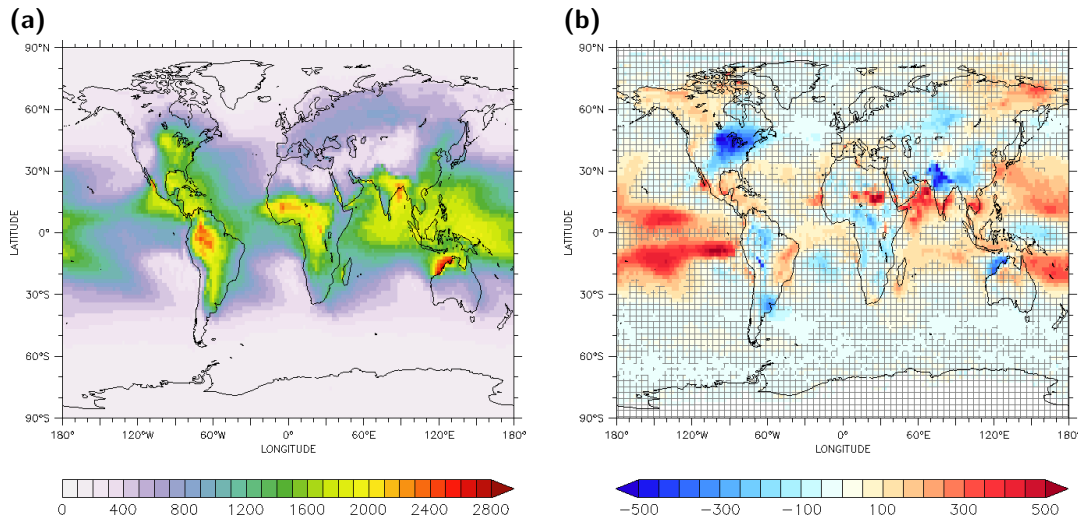 (a)
(b)
90°N
60°N
30°N
0°
30°S
60°S
90°S
LATITUDE
180°
120°W
60°W
0°
60°E
120°E
180°
LONGITUDE
90°N
60°N
30°N
0°
30°S
60°S
90°S
LATITUDE
180°
120°W
60°W
0°
60°E
120°E
180°
LONGITUDE
0 400 800 1200 1600 2000 2400 2800
−500 −300 −100 100 300 500